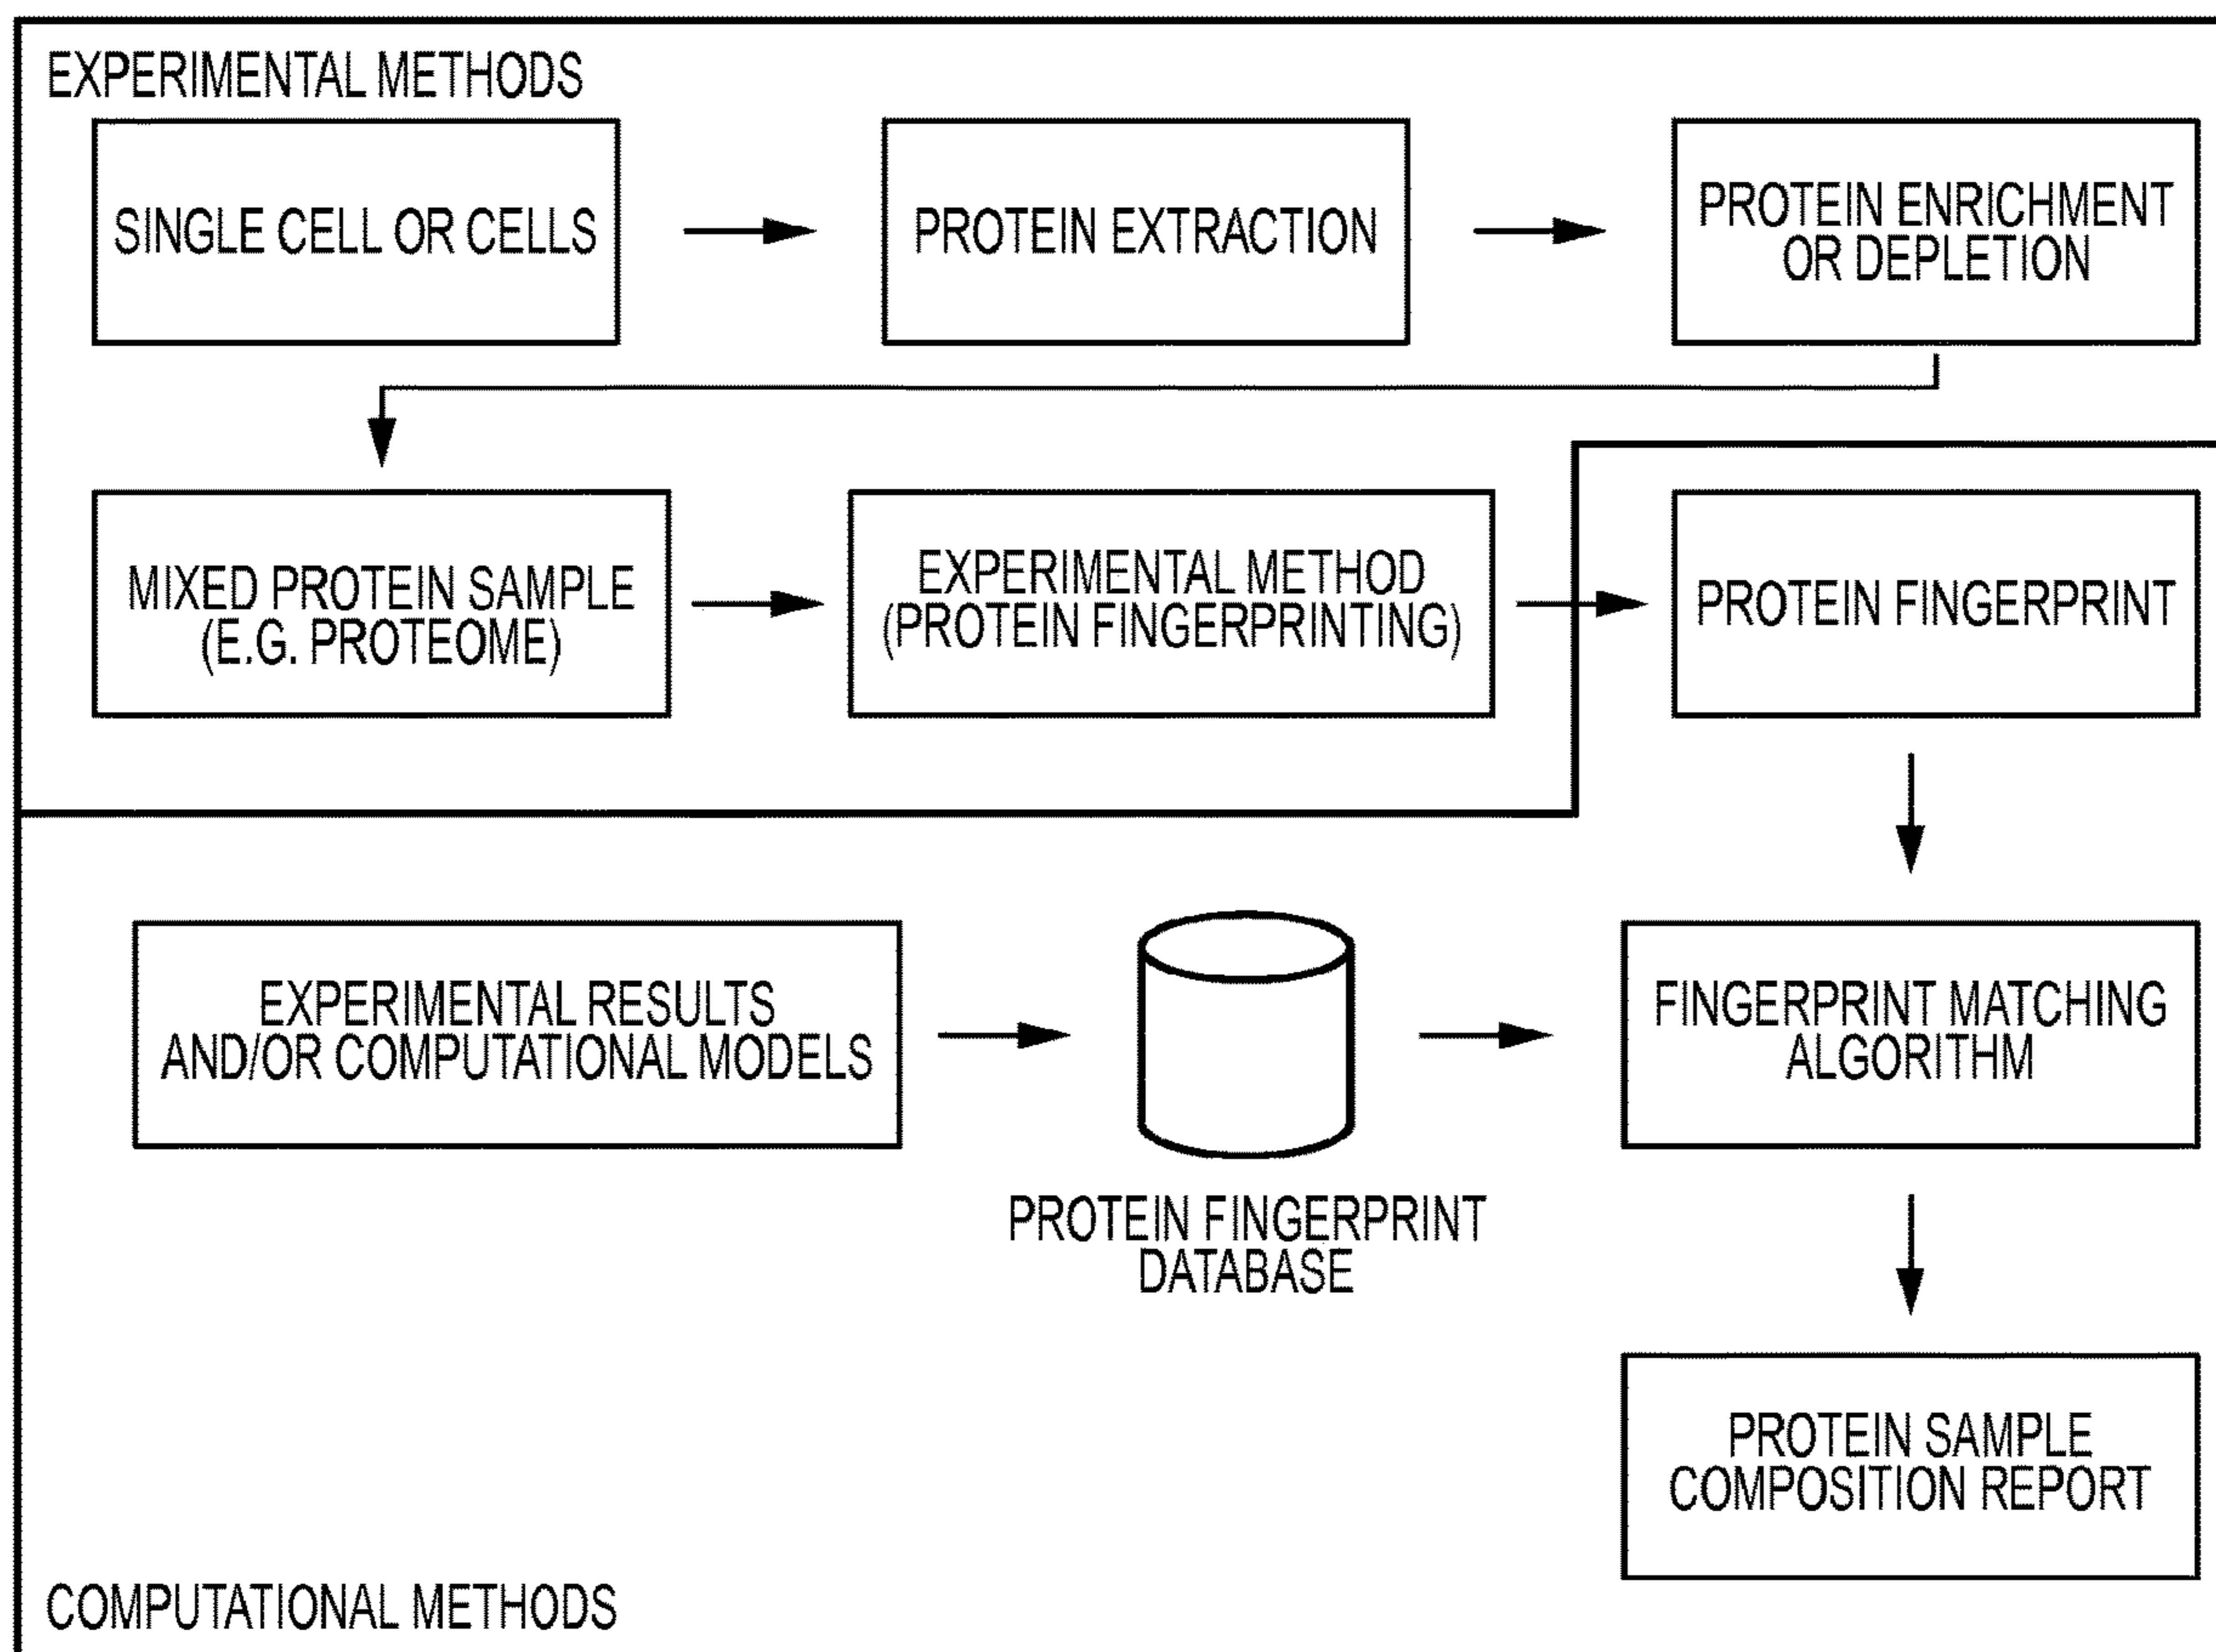 EXPERIMENTAL METHODS
SINGLE CELL OR CELLS
PROTEIN EXTRACTION
PROTEIN ENRICHMENT
OR DEPLETION
MIXED PROTEIN SAMPLE
(E.G. PROTEOME)
EXPERIMENTAL METHOD
(PROTEIN FINGERPRINTING)
PROTEIN FINGERPRINT
EXPERIMENTAL RESULTS
AND/OR COMPUTATIONAL MODELS
PROTEIN FINGERPRINT
DATABASE
FINGERPRINT MATCHING
ALGORITHM
PROTEIN SAMPLE
COMPOSITION REPORT
COMPUTATIONAL METHODS